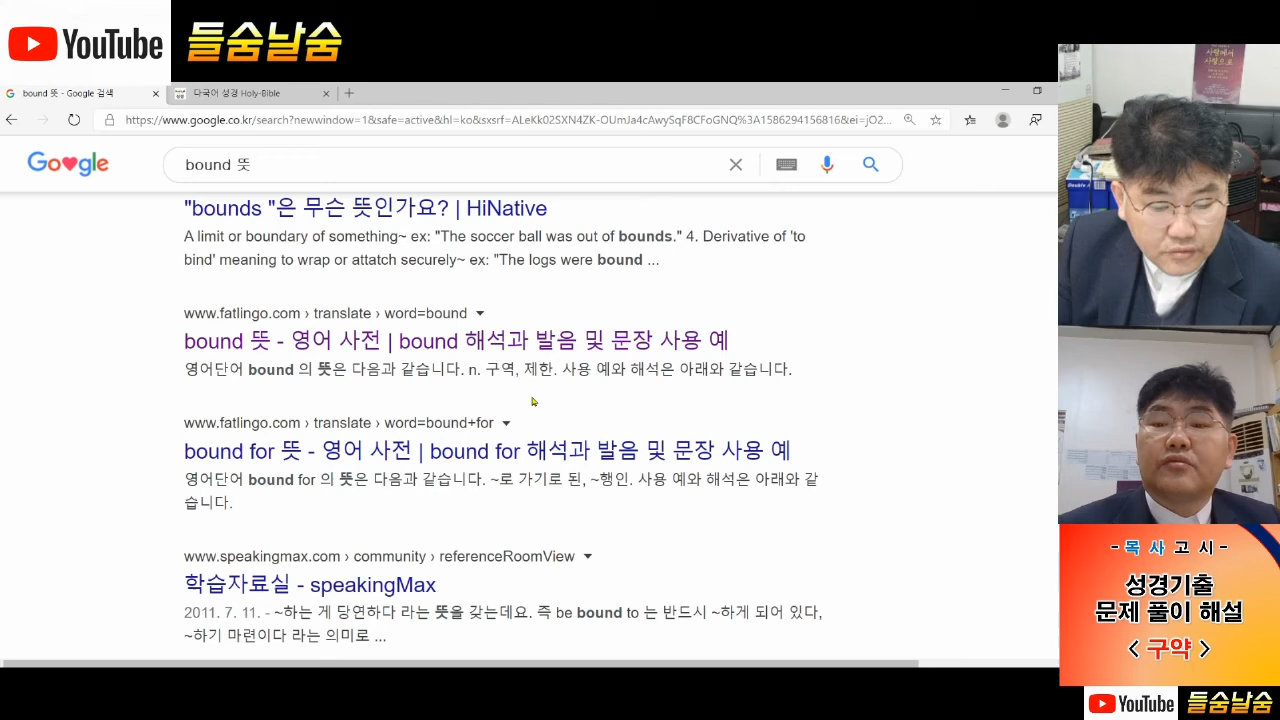 YouTube 들숨날숨
bound 뜻 - Google 검색
다국어 성경 Holy-Bible
https://www.google.co.kr/search?newwindow=1&safe=active&hl=ko&sxsrf=ALeKk02SXN4ZK-OUmJa4cAwySqF8CFoGNQ%3A1586294156816&ei=jO2...
Google
bound 뜻
"bounds "은 무슨 뜻인가요? | HiNative
A limit or boundary of something~ ex: "The soccer ball was out of bounds." 4. Derivative of 'to
bind' meaning to wrap or attatch securely~ ex: "The logs were bound ...
www.fatlingo.com › translate › word=bound
bound 뜻 - 영어 사전 | bound 해석과 발음 및 문장 사용 예
영어단어 bound 의 뜻은 다음과 같습니다. n. 구역, 제한. 사용 예와 해석은 아래와 같습니다.
www.fatlingo.com › translate › word=bound+for
bound for 뜻 - 영어 사전 | bound for 해석과 발음 및 문장 사용 예
영어단어 bound for 의 뜻은 다음과 같습니다. ~로 가기로 된, ~행인. 사용 예와 해석은 아래와 같
습니다.
www.speakingmax.com › community › referenceRoomView
학습자료실 - speakingMax
2011. 7. 11. - ~하는 게 당연하다 라는 뜻을 갖는데요. 즉 be bound to 는 반드시 ~하게 되어 있다,
~하기 마련이다 라는 의미로 ...
사랑에서
사랑으로
- 목사고시 -
성경기출
문제 풀이 해설
< 구약 >
YouTube 들숨날숨